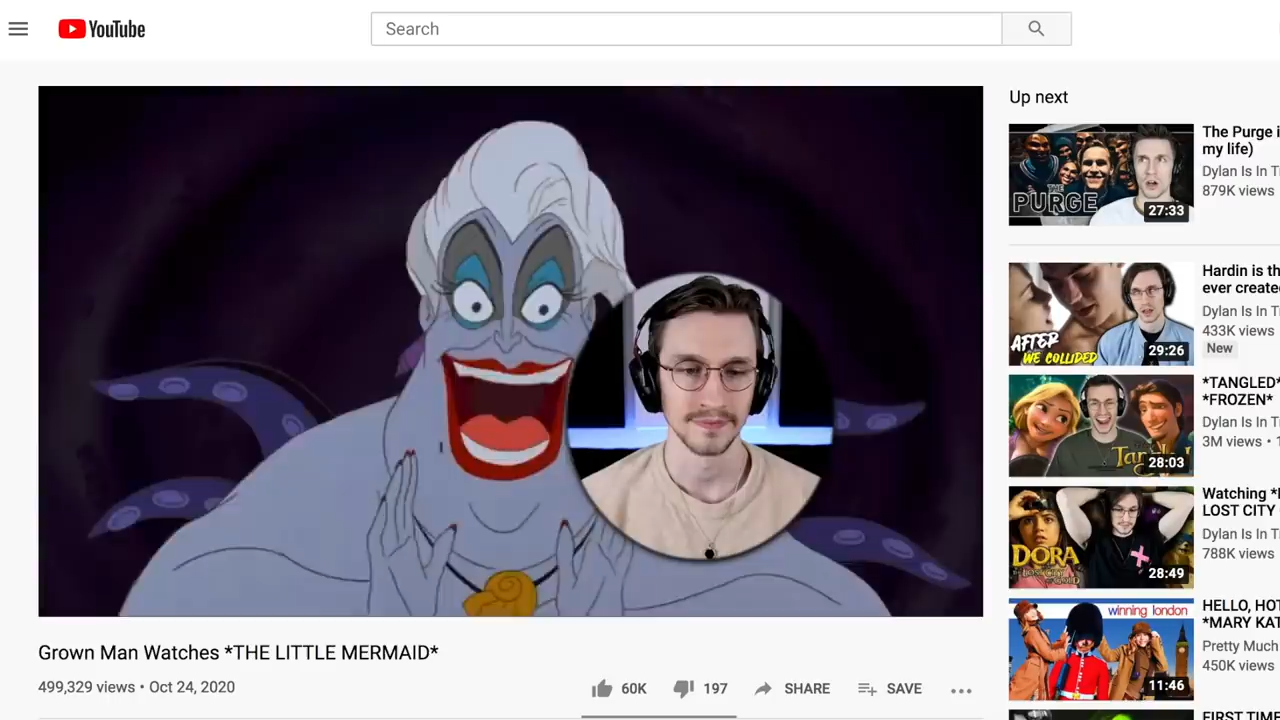 YouTube
Search
Up next
THE
PURGE
27:33
The Purge i
my life)
Dylan Is In T
879K views
AFTER
WE COLLIDED
29:26
Hardin is th
ever create
Dylan Is In T
433K views
New
28:03
*TANGLED*
*FROZEN*
Dylan Is In T
3M views •
DORA
28:49
Watching *
LOST CITY
Dylan Is In T
788K views
winning london
11:46
HELLO, HOT
*MARY KAT
Pretty Much
450K views
FIRST TIME
Grown Man Watches *THE LITTLE MERMAID*
499,329 views • Oct 24, 2020
60K
197
SHARE
SAVE